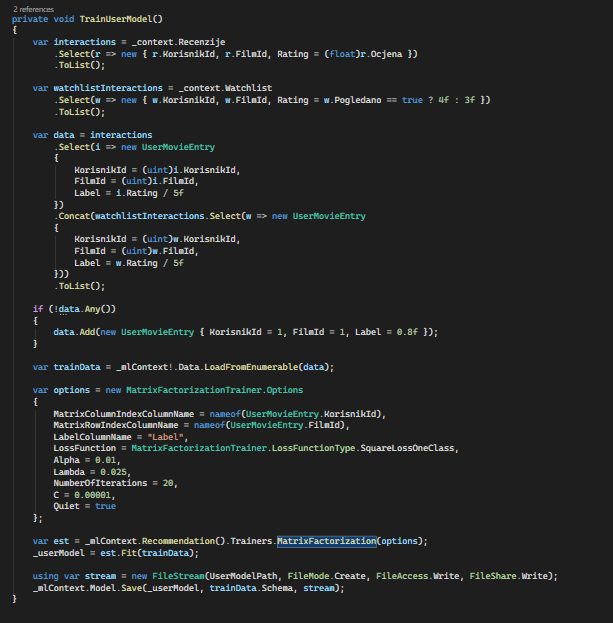 2 references
private void TrainUserModel()
{
    var interactions = _context.Recenzije
        .Select(r => new { r.KorisnikId, r.FilmId, Rating = (float)r.Ocjena })
        .ToList();

    var watchlistInteractions = _context.Watchlist
        .Select(w => new { w.KorisnikId, w.FilmId, Rating = w.Pogledano == true ? 4f : 3f })
        .ToList();

    var data = interactions
        .Select(i => new UserMovieEntry
        {
            KorisnikId = (uint)i.KorisnikId,
            FilmId = (uint)i.FilmId,
            Label = i.Rating / 5f
        })
        .Concat(watchlistInteractions.Select(w => new UserMovieEntry
        {
            KorisnikId = (uint)w.KorisnikId,
            FilmId = (uint)w.FilmId,
            Label = w.Rating / 5f
        }))
        .ToList();

    if (!data.Any())
    {
        data.Add(new UserMovieEntry { KorisnikId = 1, FilmId = 1, Label = 0.8f });
    }

    var trainData = _mlContext!.Data.LoadFromEnumerable(data);

    var options = new MatrixFactorizationTrainer.Options
    {
        MatrixColumnIndexColumnName = nameof(UserMovieEntry.KorisnikId),
        MatrixRowIndexColumnName = nameof(UserMovieEntry.FilmId),
        LabelColumnName = "Label",
        LossFunction = MatrixFactorizationTrainer.LossFunctionType.SquareLossOneClass,
        Alpha = 0.01,
        Lambda = 0.025,
        NumberOfIterations = 20,
        C = 0.00001,
        Quiet = true
    };

    var est = _mlContext.Recommendation().Trainers.MatrixFactorization(options);
    _userModel = est.Fit(trainData);

    using var stream = new FileStream(UserModelPath, FileMode.Create, FileAccess.Write, FileShare.Write);
    _mlContext.Model.Save(_userModel, trainData.Schema, stream);
}